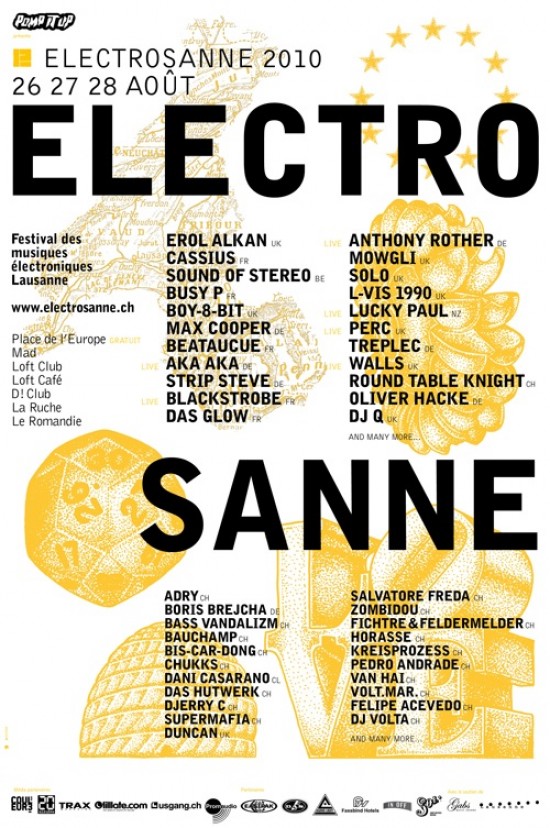 PUMP IT UP
ELECTROSANNE 2010
26 27 28 AOÛT
ELECTRO
Festival des
musiques
électroniques
Lausanne
www.electrosanne.ch
Place de l'Europe GRATUIT
Mad
Loft Club
Loft Café
D! Club
La Ruche
Le Romandie
EROL ALKAN UK
CASSIUS FR
SOUND OF STEREO BE
BUSY P FR
BOY-8-BIT UK
MAX COOPER DE
BEATAUCUE FR
LIVE AKA AKA DE
STRIP STEVE DE
LIVE BLACKSTROBE FR
DAS GLOW FR
LIVE ANTHONY ROTHER DE
MOWGLI UK
SOLO UK
L-VIS 1990 UK
LIVE LUCKY PAUL NZ
LIVE PERC UK
TREPLEC DE
LIVE WALLS UK
ROUND TABLE KNIGHT CH
OLIVER HACKE DE
DJ Q UK
AND MANY MORE...
SANNE
ADRY CH
BORIS BREJCHA DE
BASS VANDALIZM CH
BAUCHAMP CH
BIS-CAR-DONG CH
CHUKKS CH
DANI CASARANO CL
DAS HUTWERK CH
DJERRY C CH
SUPERMAFIA CH
DUNCAN UK
SALVATORE FREDA CH
ZOMBIDOU CH
FICHTRE & FELDERMELDER CH
HORASSE CH
KREISPROZESS CH
PEDRO ANDRADE CH
VAN HAI CH
VOLT.MAR. CH
FELIPE ACEVEDO CH
DJ VOLTA CH
AND MANY MORE...
TRAX tillate.com usgang.ch EASTPAK Fassbind Hotels Gabs